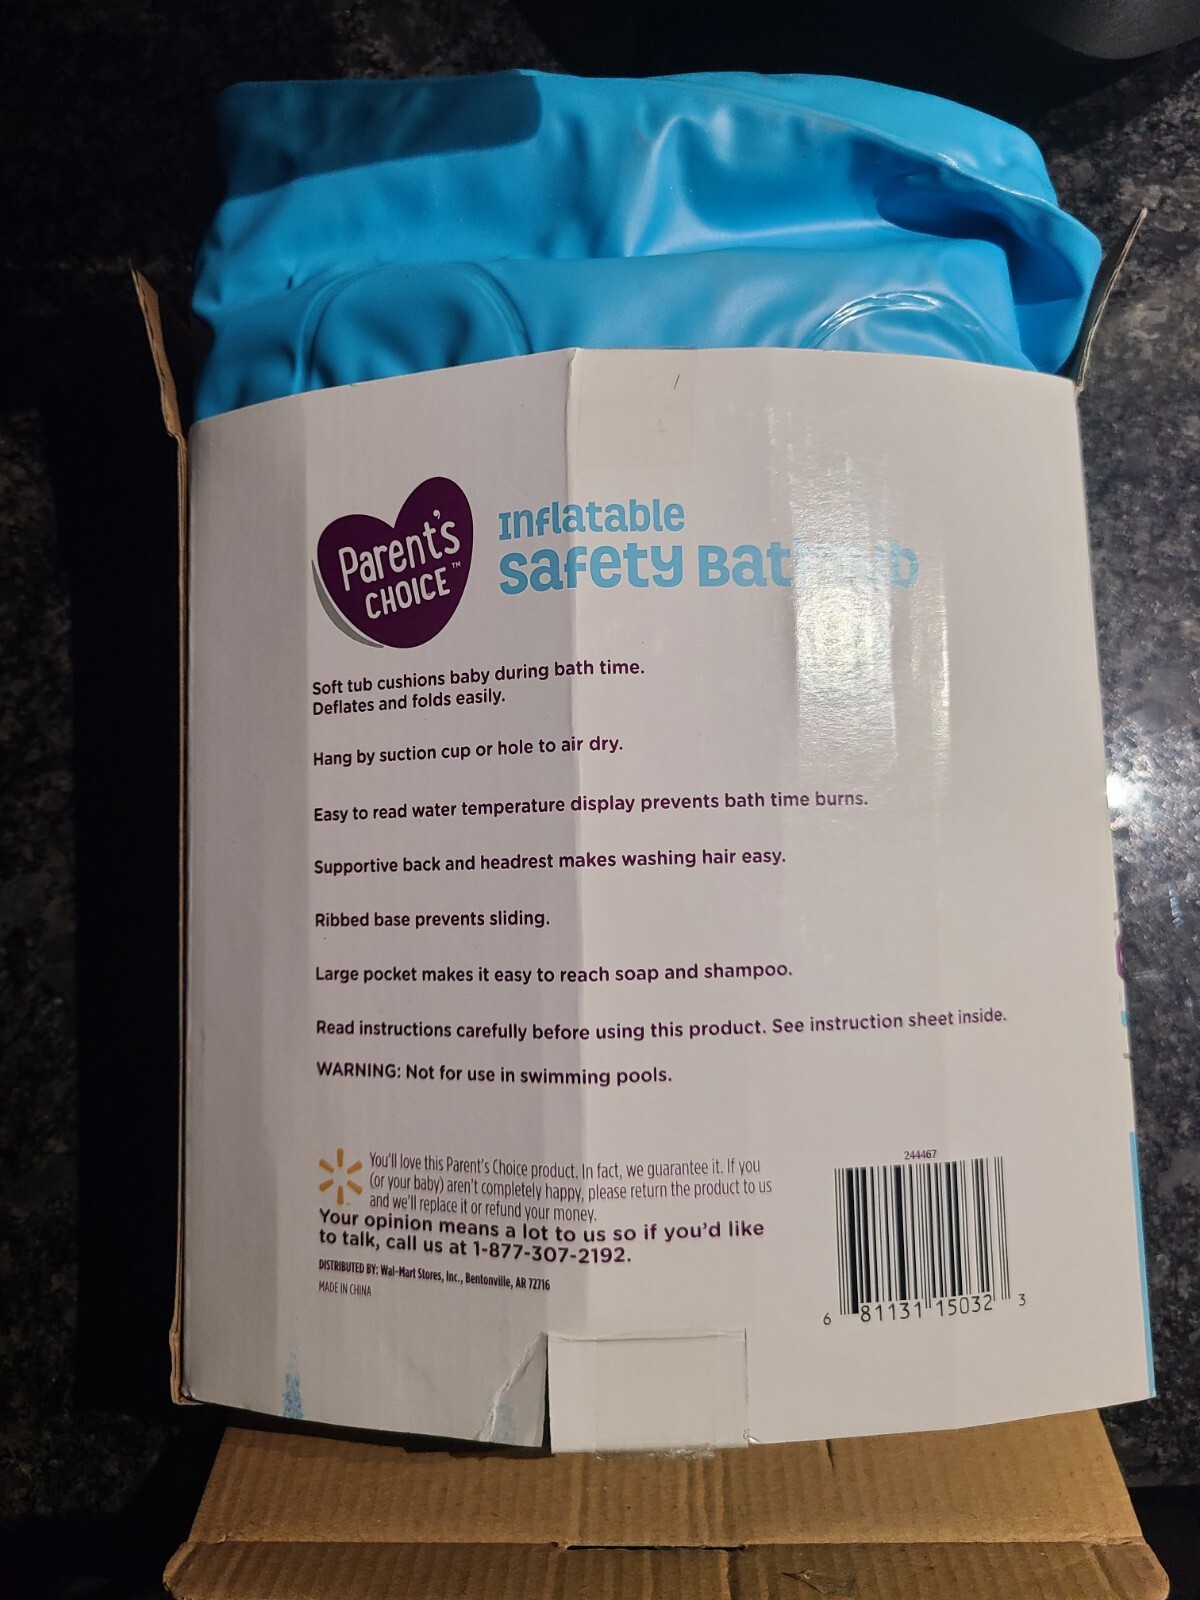 Parent's
CHOICE™
Inflatable
Safety Bathtub
Soft tub cushions baby during bath time.
Deflates and folds easily.
Hang by suction cup or hole to air dry.
Easy to read water temperature display prevents bath time burns.
Supportive back and headrest makes washing hair easy.
Ribbed base prevents sliding.
Large pocket makes it easy to reach soap and shampoo.
Read instructions carefully before using this product. See instruction sheet inside.
WARNING: Not for use in swimming pools.
You'll love this Parent's Choice product. In fact, we guarantee it. If you
(or your baby) aren't completely happy, please return the product to us
and we'll replace it or refund your money.
Your opinion means a lot to us so if you'd like
to talk, call us at 1-877-307-2192.
DISTRIBUTED BY: Wal-Mart Stores, Inc., Bentonville, AR 72716
MADE IN CHINA
244467
6 81131 15032 3